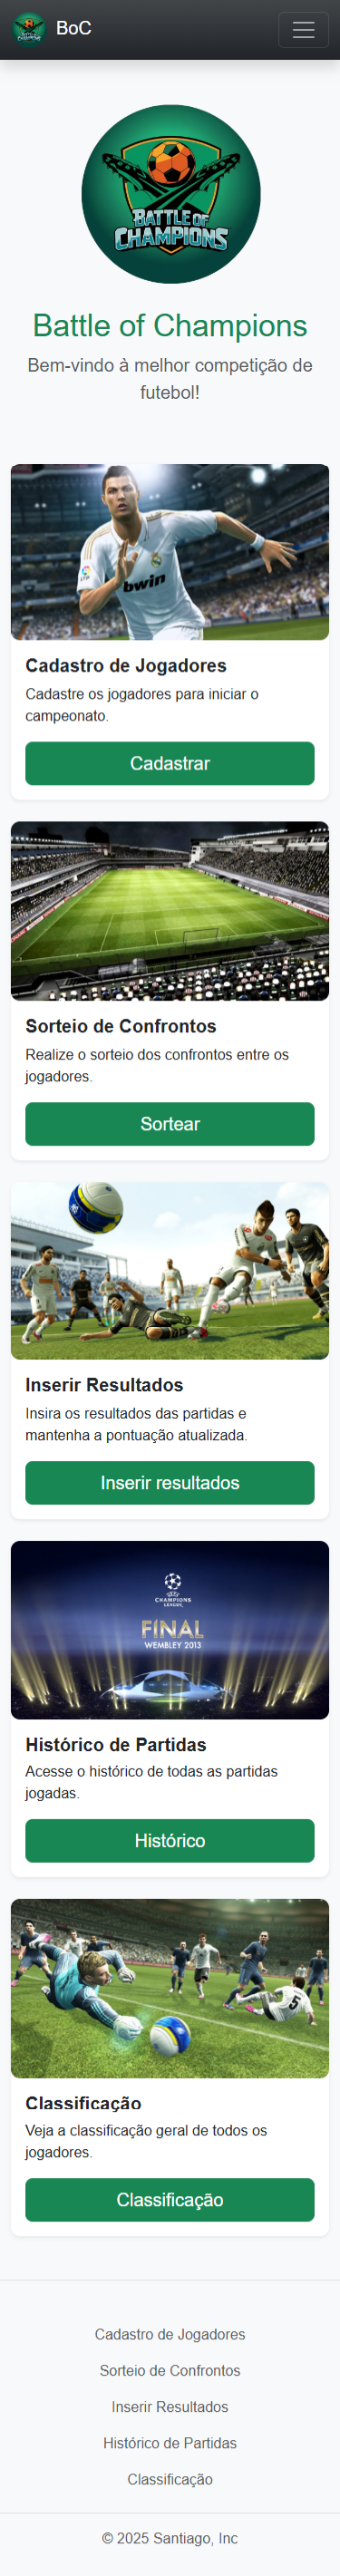 BoC
BATTLE OF
CHAMPIONS
Battle of Champions
Bem-vindo à melhor competição de
futebol!
bwin
Cadastro de Jogadores
Cadastre os jogadores para iniciar o
campeonato.
Cadastrar
Sorteio de Confrontos
Realize o sorteio dos confrontos entre os
jogadores.
Sortear
Inserir Resultados
Insira os resultados das partidas e
mantenha a pontuação atualizada.
Inserir resultados
CHAMPIONS
LEAGUE
FINAL
WEMBLEY 2013
Histórico de Partidas
Acesse o histórico de todas as partidas
jogadas.
Histórico
5
Classificação
Veja a classificação geral de todos os
jogadores.
Classificação
Cadastro de Jogadores
Sorteio de Confrontos
Inserir Resultados
Histórico de Partidas
Classificação
© 2025 Santiago, Inc